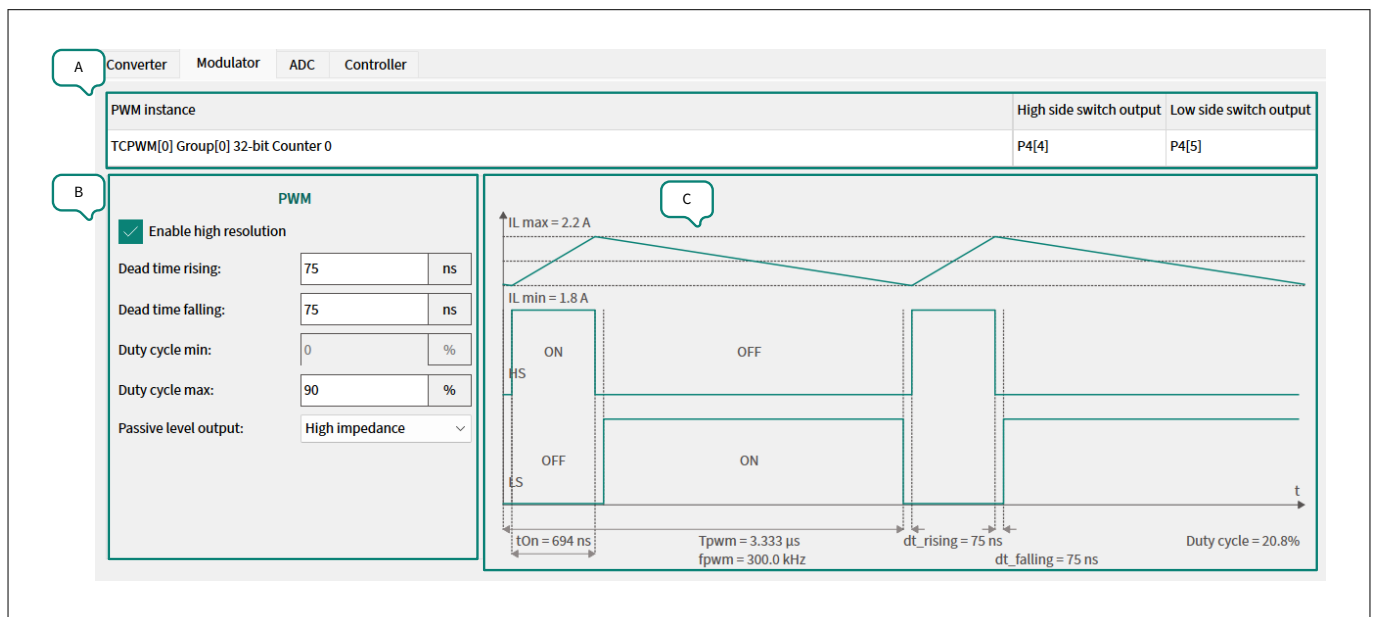 A
Converter Modulator ADC Controller
PWM instance High side switch output Low side switch output
TCPWM[0] Group[0] 32-bit Counter 0 P4[4] P4[5]
B
PWM
Enable high resolution
Dead time rising: 75 ns
Dead time falling: 75 ns
Duty cycle min: 0 %
Duty cycle max: 90 %
Passive level output: High impedance
C
IL max = 2.2 A
IL min = 1.8 A
ON OFF
HS
OFF ON
LS
t
tOn = 694 ns Tpwm = 3.333 µs dt_rising = 75 ns Duty cycle = 20.8%
fpwm = 300.0 kHz dt_falling = 75 ns